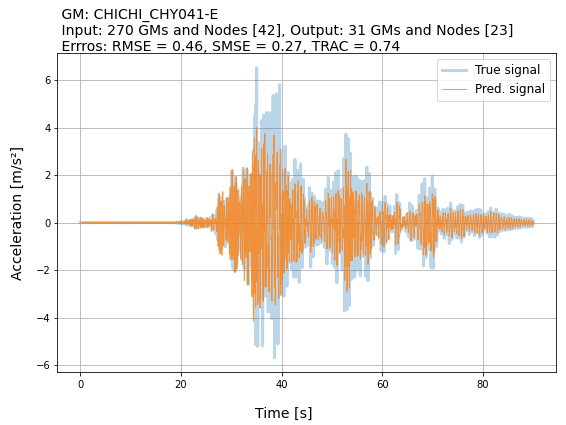 GM: CHICHI_CHY041-E
Input: 270 GMs and Nodes [42], Output: 31 GMs and Nodes [23]
Errros: RMSE = 0.46, SMSE = 0.27, TRAC = 0.74
True signal
Pred. signal
6
4
2
0
−2
−4
−6
Acceleration [m/s²]
0 20 40 60 80
Time [s]